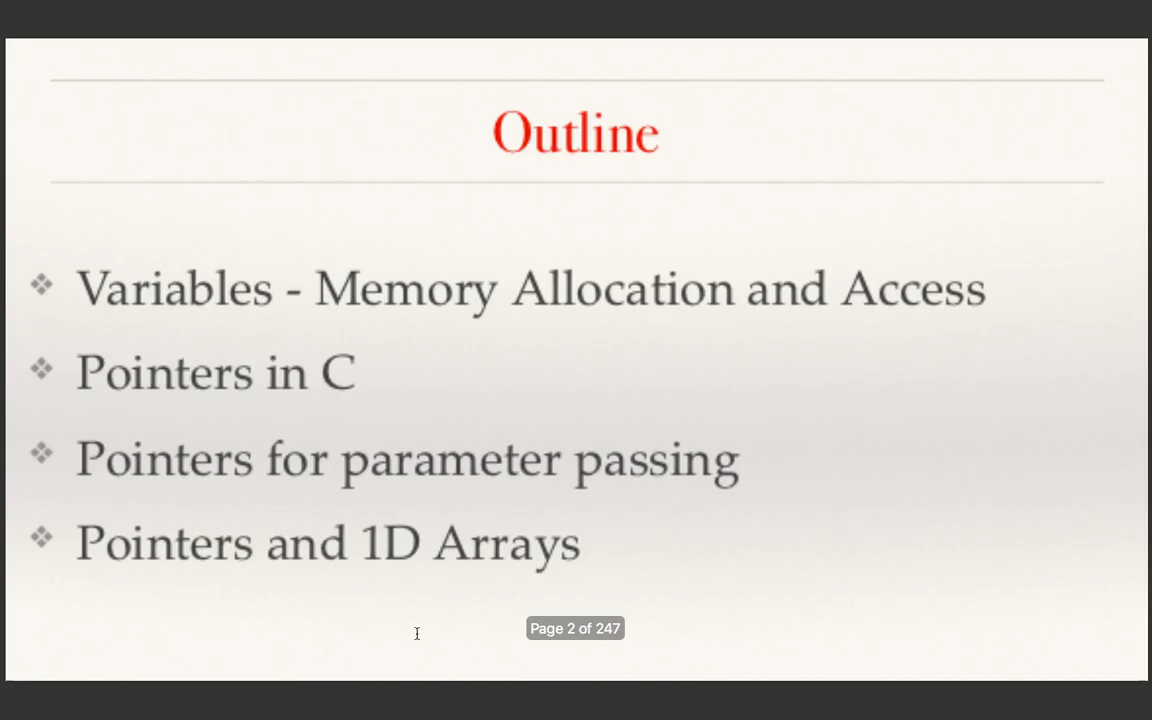 Outline
Variables - Memory Allocation and Access
Pointers in C
Pointers for parameter passing
Pointers and 1D Arrays
Page 2 of 247